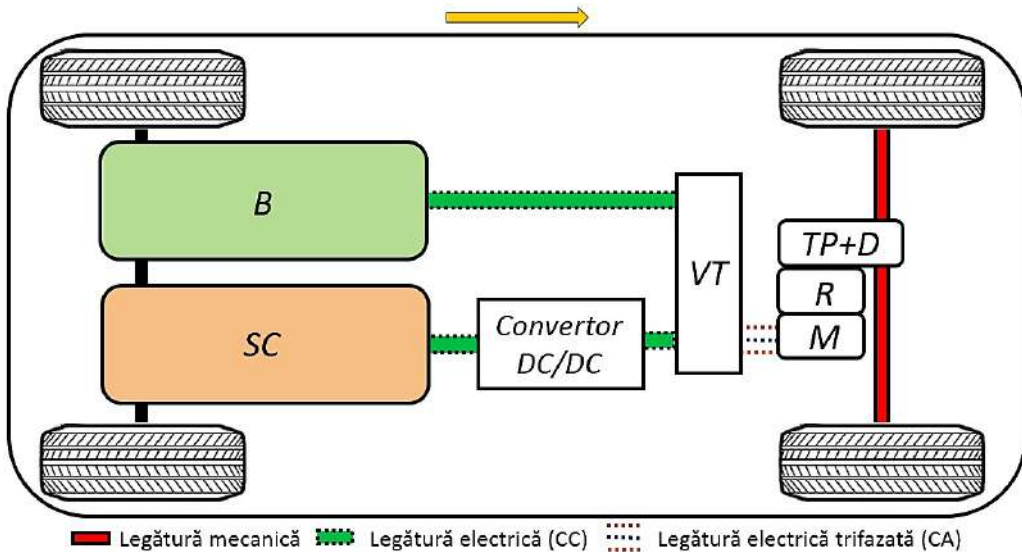 B
VT
TP+D
R
M
SC
Convertor
DC/DC
Legătură mecanică
Legătură electrică (CC)
Legătură electrică trifazată (CA)